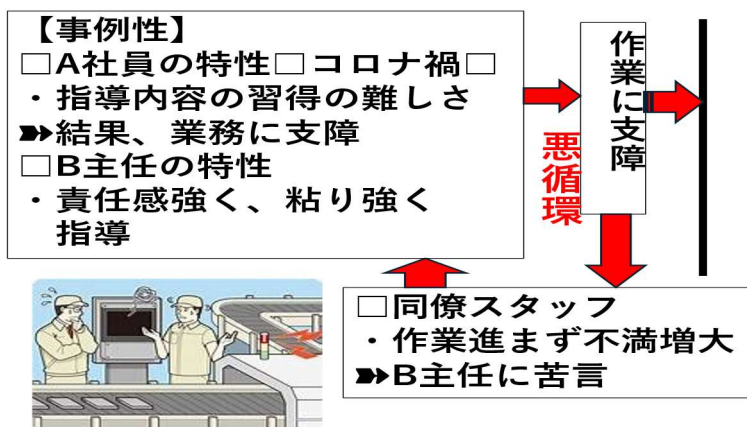 【事例性】
□A社員の特性□コロナ禍□
・指導内容の習得の難しさ
➽結果、業務に支障
□B主任の特性
・責任感強く、粘り強く
指導
作業に支障
悪循環
□同僚スタッフ
・作業進まず不満増大
➽B主任に苦言